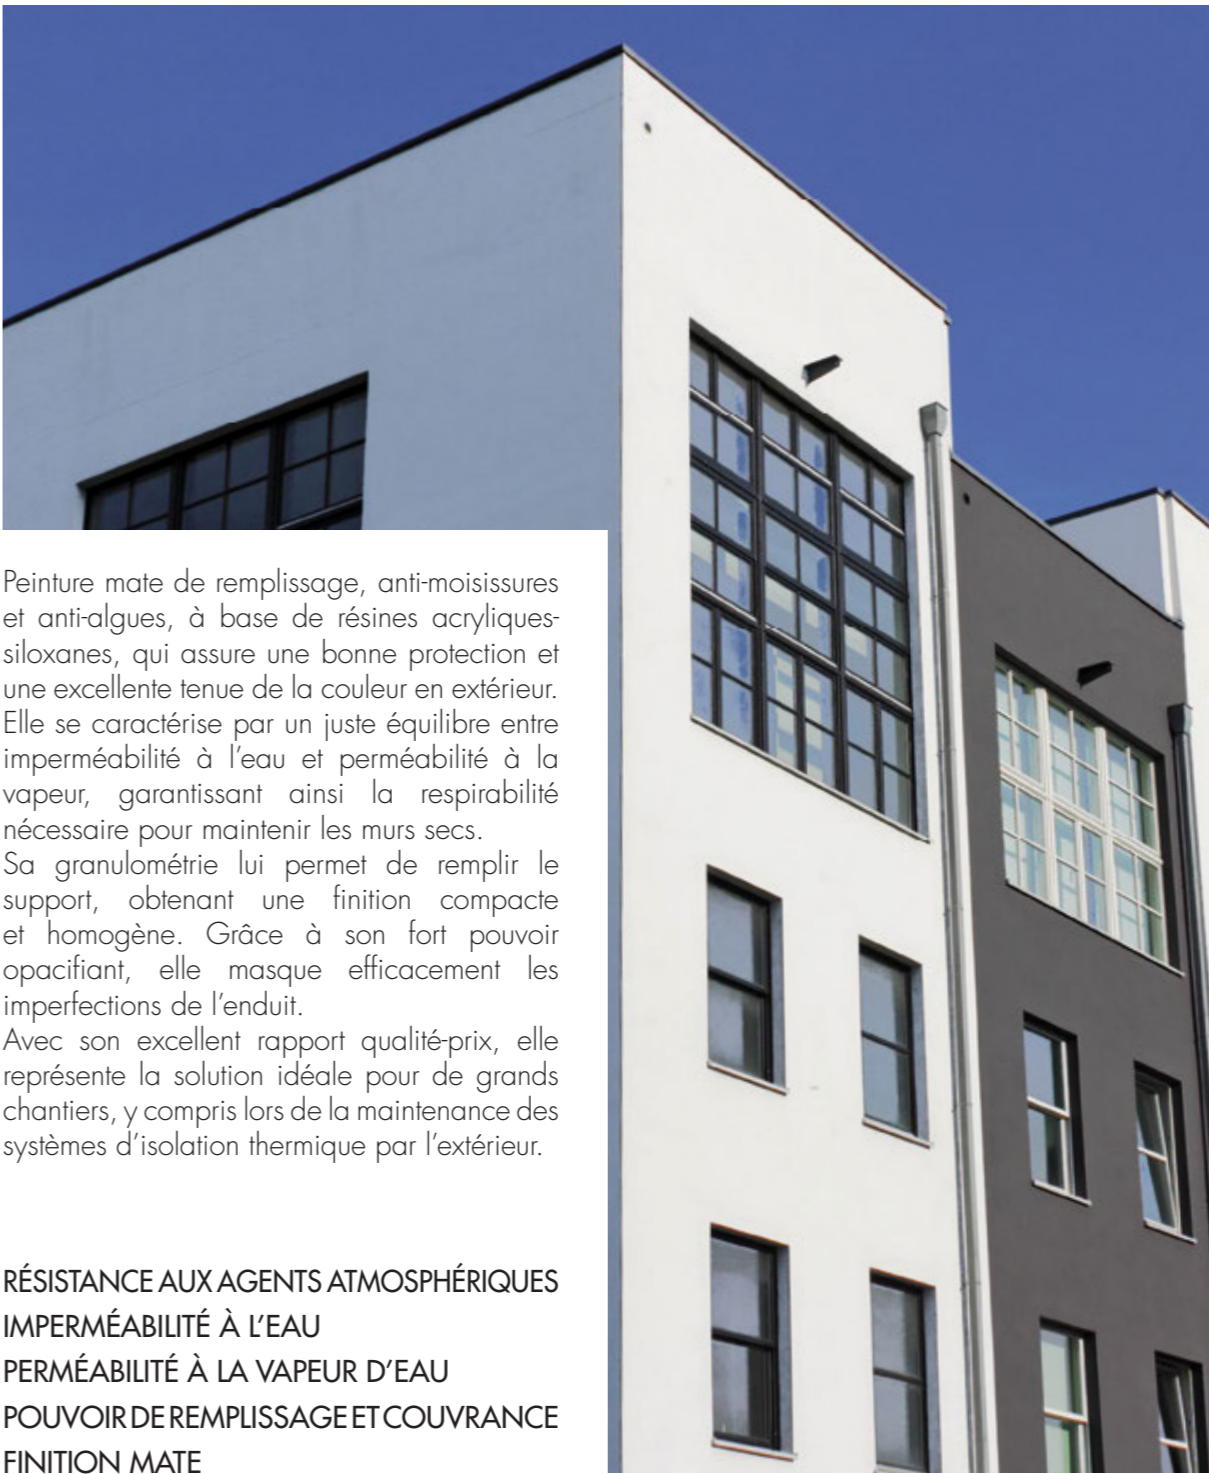 Peinture mate de remplissage, anti-moisissures
et anti-algues, à base de résines acryliques-
siloxanes, qui assure une bonne protection et
une excellente tenue de la couleur en extérieur.
Elle se caractérise par un juste équilibre entre
imperméabilité à l'eau et perméabilité à la
vapeur, garantissant ainsi la respirabilité
nécessaire pour maintenir les murs secs.
Sa granulométrie lui permet de remplir le
support, obtenant une finition compacte
et homogène. Grâce à son fort pouvoir
opacifiant, elle masque efficacement les
imperfections de l'enduit.
Avec son excellent rapport qualité-prix, elle
représente la solution idéale pour de grands
chantiers, y compris lors de la maintenance des
systèmes d'isolation thermique par l'extérieur.
RÉSISTANCE AUX AGENTS ATMOSPHÉRIQUES
IMPERMÉABILITÉ À L'EAU
PERMÉABILITÉ À LA VAPEUR D'EAU
POUVOIR DE REMPLISSAGE ET COUVRANCE
FINITION MATE